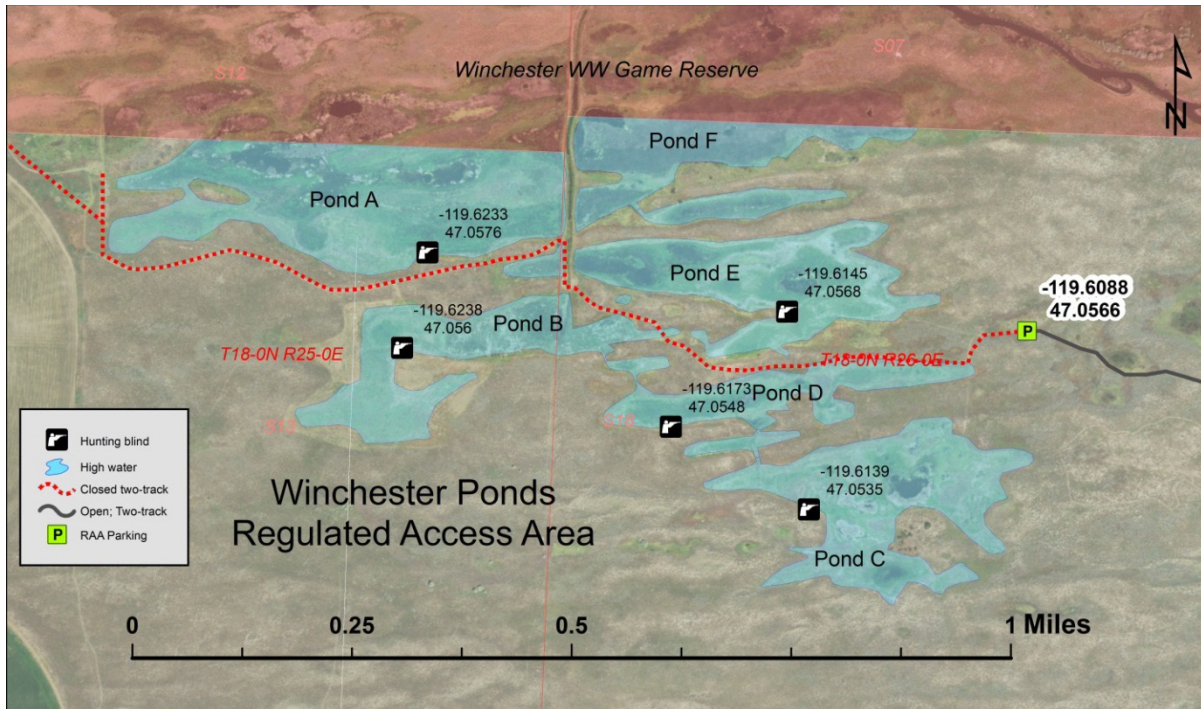 S07
S12
Winchester WW Game Reserve
N
Pond F
Pond A
-119.6233
47.0576
Pond E
-119.6145
47.0568
-119.6088
47.0566
P
-119.6238
47.056
Pond B
T18-0N R25-0E
T18-0N R26-0E
-119.6173
47.0548
Pond D
S13
S18
Hunting blind
High water
Closed two-track
Open; Two-track
P
RAA Parking
-119.6139
47.0535
Winchester Ponds
Regulated Access Area
Pond C
0
0.25
0.5
1 Miles